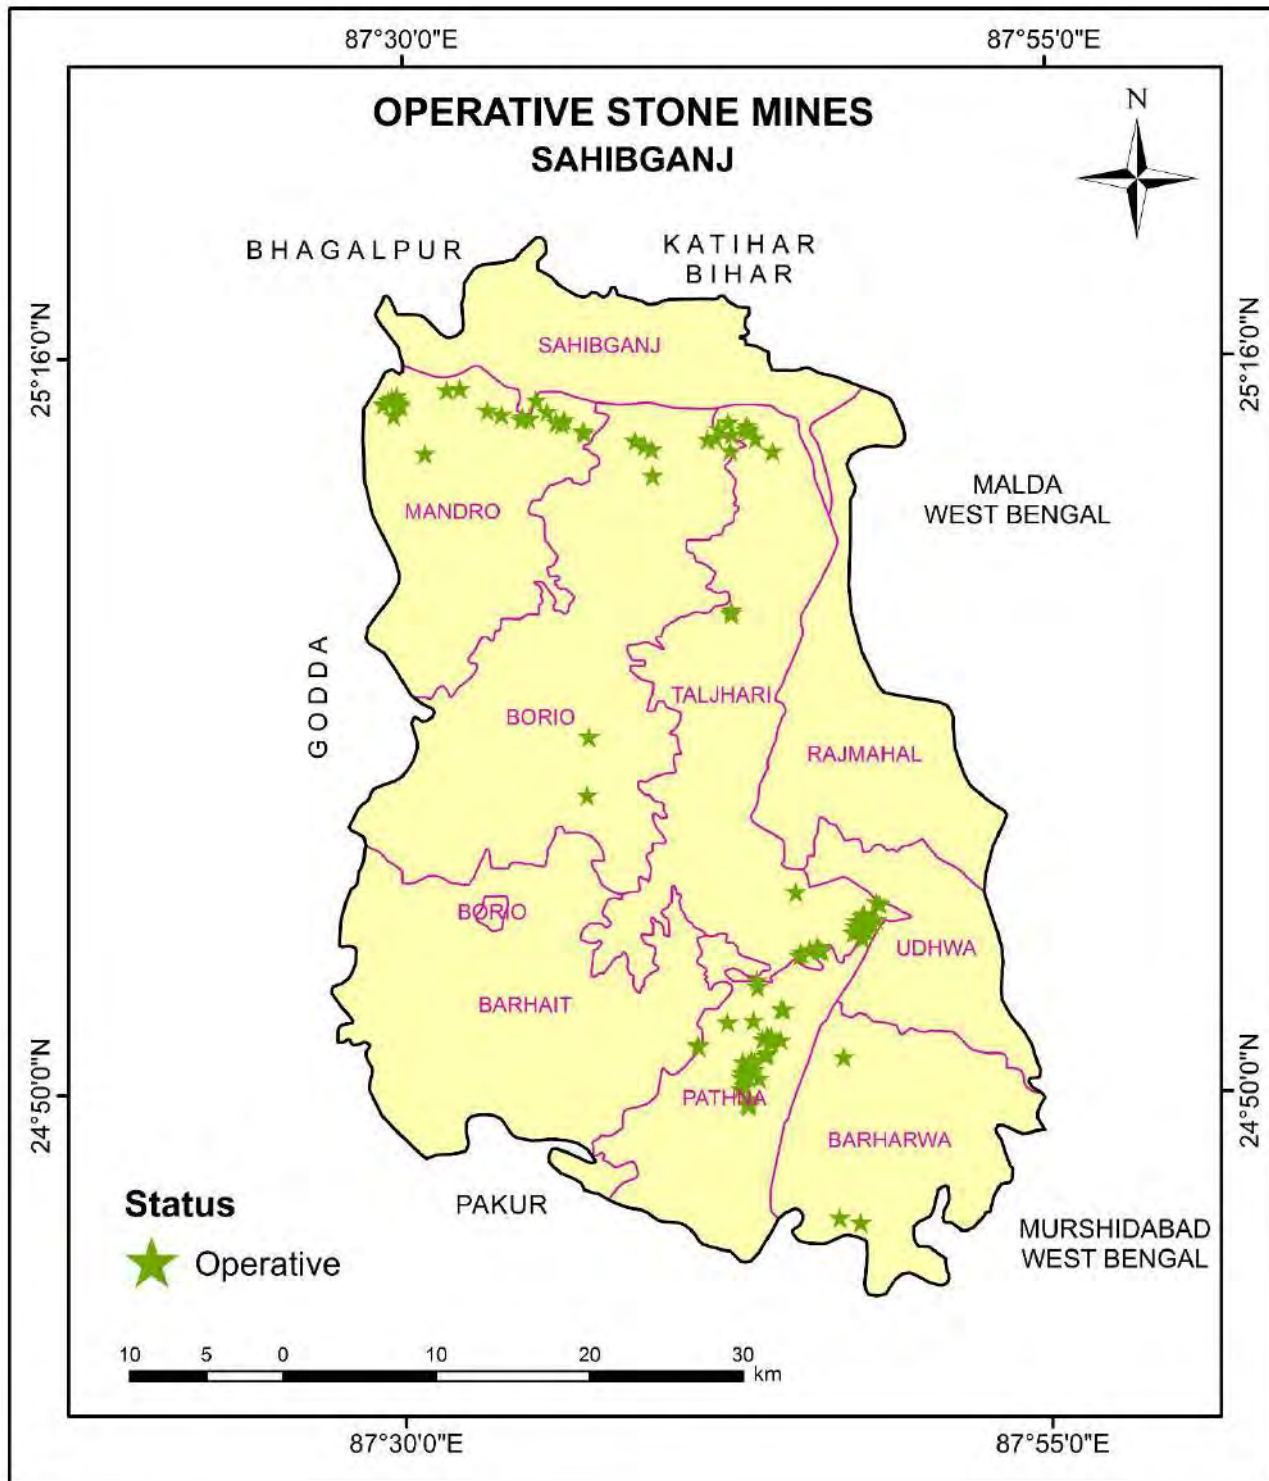 87°30'0"E
87°55'0"E
OPERATIVE STONE MINES
SAHIBGANJ
N
BHAGALPUR
KATIHAR
BIHAR
25°16'0"N
25°16'0"N
SAHIBGANJ
MANDRO
MALDA
WEST BENGAL
GODDA
TALJHARI
BORIO
RAJMAHAL
BORIO
UDHWA
BARHAIT
24°50'0"N
24°50'0"N
PATHNA
BARHARWA
PAKUR
Status
Operative
MURSHIDABAD
WEST BENGAL
10 5 0 10 20 30
km
87°30'0"E
87°55'0"E